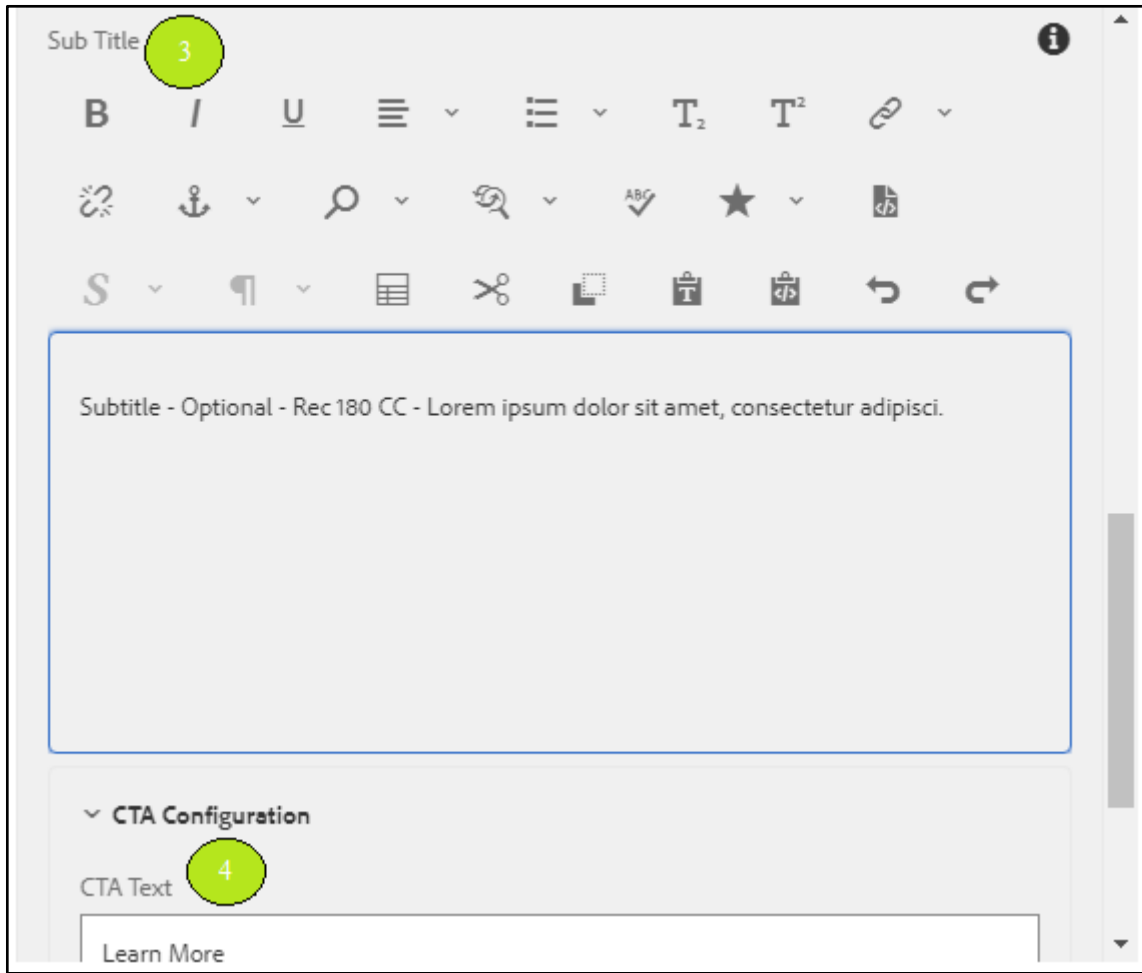 Sub Title
3
B I U T₂ T²
ABC
S ¶ T
Subtitle - Optional - Rec 180 CC - Lorem ipsum dolor sit amet, consectetur adipisci.
CTA Configuration
4
CTA Text
Learn More